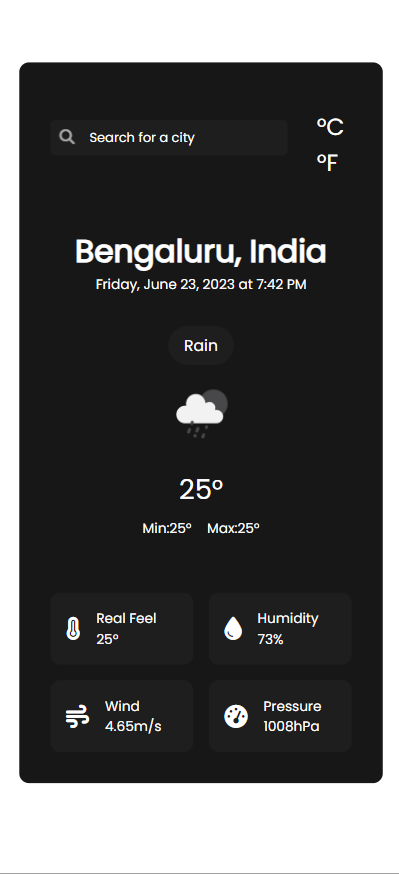 Search for a city
°C
°F
Bengaluru, India
Friday, June 23, 2023 at 7:42 PM
Rain
25°
Min:25° Max:25°
Real Feel
25°
Humidity
73%
Wind
4.65m/s
Pressure
1008hPa